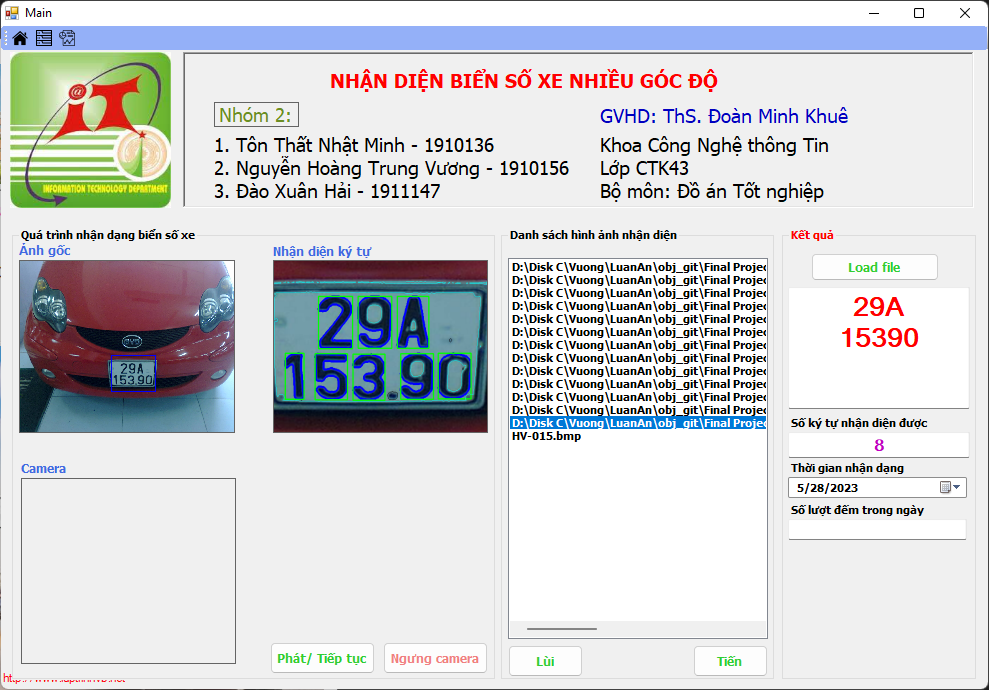 Main
@
iT
INFORMATION TECHNOLOGY DEPARTMENT
NHẬN DIỆN BIỂN SỐ XE NHIỀU GÓC ĐỘ
Nhóm 2:
1. Tôn Thất Nhật Minh - 1910136
2. Nguyễn Hoàng Trung Vương - 1910156
3. Đào Xuân Hải - 1911147
GVHD: ThS. Đoàn Minh Khuê
Khoa Công Nghệ thông Tin
Lớp CTK43
Bộ môn: Đồ án Tốt nghiệp
Quá trình nhận dạng biển số xe
Ảnh gốc
BYD
29A
153.90
Nhận diện ký tự
29A
153.90
Camera
Phát/ Tiếp tục
Ngưng camera
Danh sách hình ảnh nhận diện
D:\Disk C\Vuong\LuanAn\obj_git\Final Projec
D:\Disk C\Vuong\LuanAn\obj_git\Final Projec
D:\Disk C\Vuong\LuanAn\obj_git\Final Projec
D:\Disk C\Vuong\LuanAn\obj_git\Final Projec
D:\Disk C\Vuong\LuanAn\obj_git\Final Projec
D:\Disk C\Vuong\LuanAn\obj_git\Final Projec
D:\Disk C\Vuong\LuanAn\obj_git\Final Projec
D:\Disk C\Vuong\LuanAn\obj_git\Final Projec
D:\Disk C\Vuong\LuanAn\obj_git\Final Projec
D:\Disk C\Vuong\LuanAn\obj_git\Final Projec
D:\Disk C\Vuong\LuanAn\obj_git\Final Projec
D:\Disk C\Vuong\LuanAn\obj_git\Final Projec
D:\Disk C\Vuong\LuanAn\obj_git\Final Projec
HV-015.bmp
Lùi
Tiến
Kết quả
Load file
29A
15390
Số ký tự nhận diện được
8
Thời gian nhận dạng
5/28/2023
Số lượt đếm trong ngày